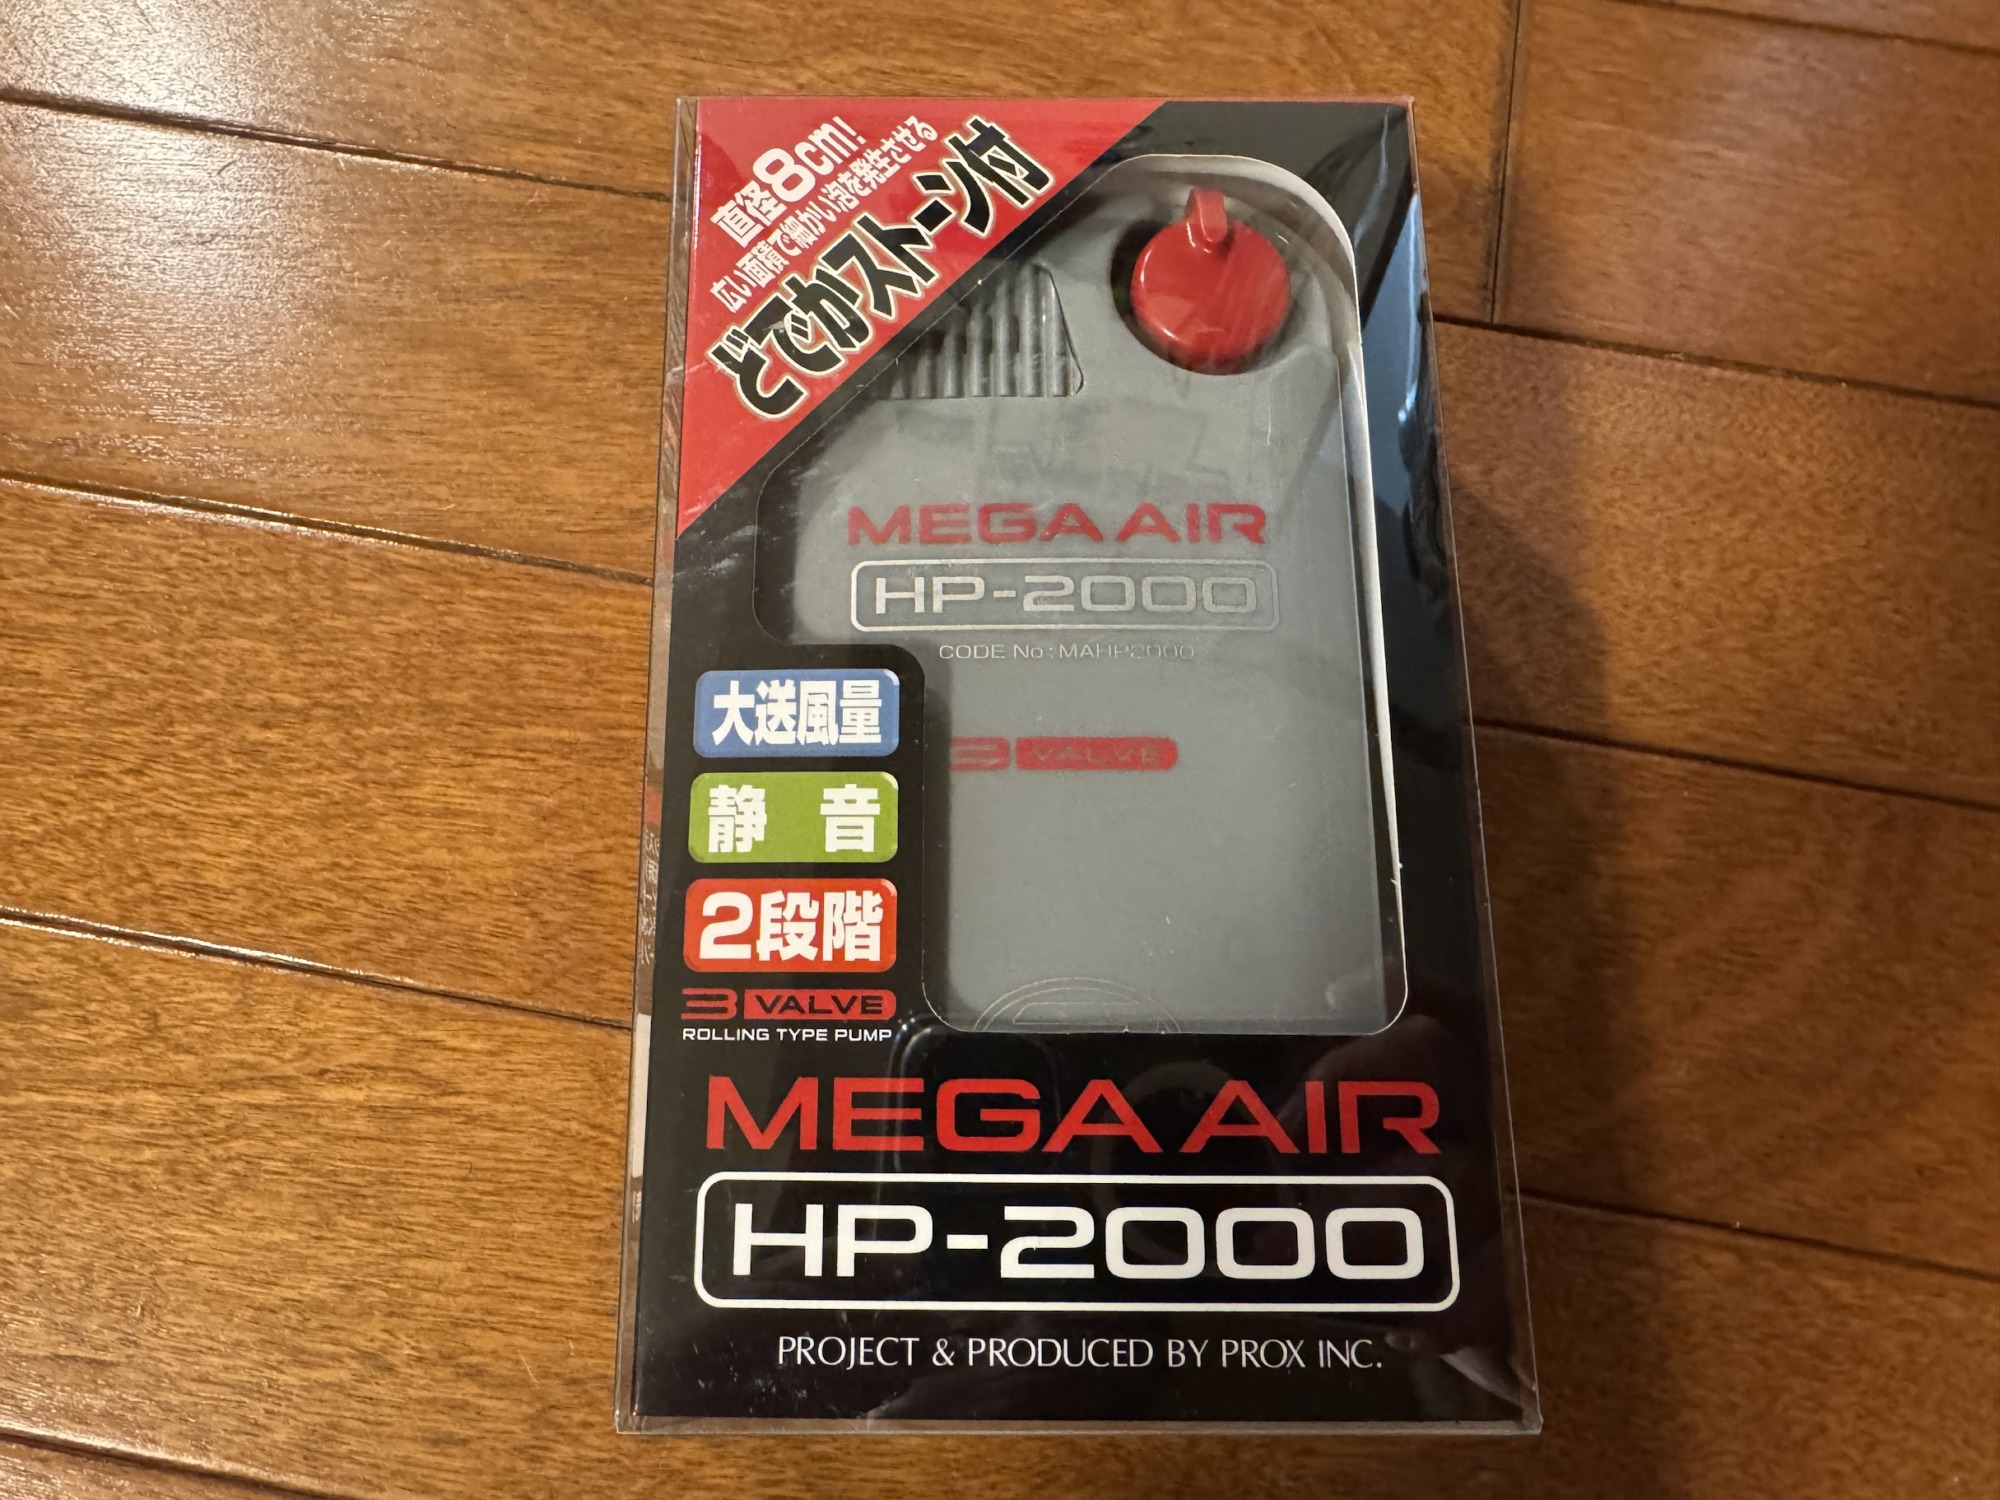 直径8cm!
広い面積で細かい泡を発生させる
どでかストーン付
MEGA AIR
HP-2000
CODE No:MAHP2000
3 VALVE
大送風量
静音
2段階
3 VALVE
ROLLING TYPE PUMP
MEGA AIR
HP-2000
PROJECT & PRODUCED BY PROX INC.